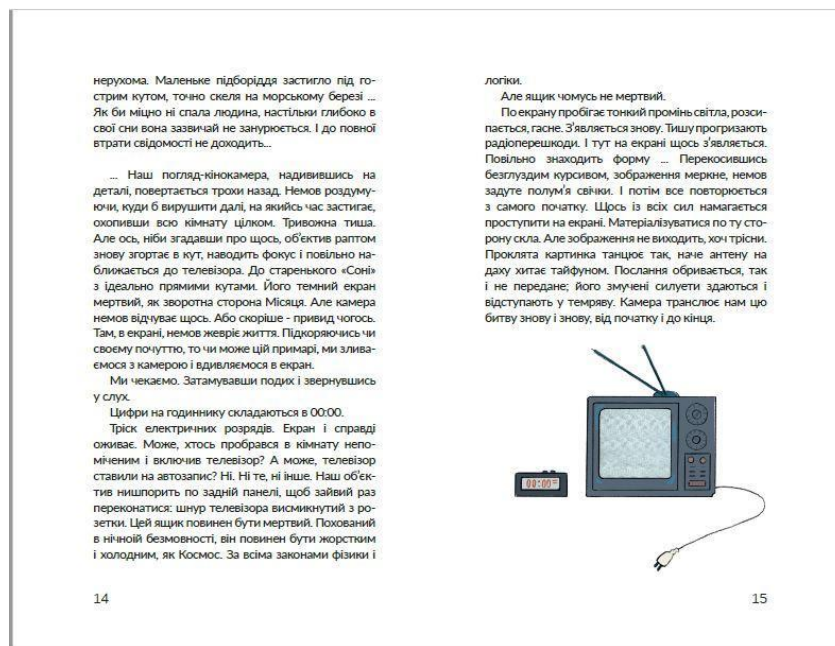 нерухома. Маленьке підборіддя застигло під го-
стрим кутом, точно скеля на морському березі ...
Як би міцно ні спала людина, настільки глибоко в
свої сни вона зазвичай не занурюється. І до повної
втрати свідомості не доходить...
... Наш погляд-кінокамера, надивившись на
деталі, повертається трохи назад. Немов роздуму-
ючи, куди б вирушити далі, на якийсь час застигає,
охопивши всю кімнату цілком. Тривожна тиша.
Але ось, ніби згадавши про щось, об'єктив раптом
знову згортає в кут, наводить фокус і повільно на-
ближається до телевізора. До старенького «Соні»
з ідеально прямими кутами. Його темний екран
мертвий, як зворотна сторона Місяця. Але камера
немов відчуває щось. Або скоріше - привид чогось.
Там, в екрані, немов жевріє життя. Підкоряючись чи
своєму почуттю, то чи може цій примарі, ми злива-
ємося з камерою і вдивляємося в екран.
Ми чекаємо. Затамувавши подих і звернувшись
у слух.
Цифри на годиннику складаються в 00:00.
Тріск електричних розрядів. Екран і справді
оживає. Може, хтось пробрався в кімнату непо-
міченим і включив телевізор? А може, телевізор
ставили на автозапис? Ні. Ні те, ні інше. Наш об'єк-
тив нишпорить по задній панелі, щоб зайвий раз
переконатися: шнур телевізора висмикнутий з ро-
зетки. Цей ящик повинен бути мертвий. Похований
в нічній безмовності, він повинен бути жорстким
і холодним, як Космос. За всіма законами фізики і
14
логіки.
Але ящик чомусь не мертвий.
По екрану пробігає тонкий промінь світла, розси-
пається, гасне. З'являється знову. Тишу прогризають
радіоперешкоди. І тут на екрані щось з'являється.
Повільно знаходить форму ... Перекосившись
безглуздим курсивом, зображення меркне, немов
задуте полум'я свічки. І потім все повторюється
з самого початку. Щось із всіх сил намагається
проступити на екрані. Матеріалізуватися по ту сто-
рону скла. Але зображення не виходить, хоч трісни.
Проклята картинка танцює так, наче антену на
даху хитає тайфуном. Послання обривається, так
і не передане; його змучені силуети здаються і
відступають у темряву. Камера транслює нам цю
битву знову і знову, від початку і до кінця.
00:00
15